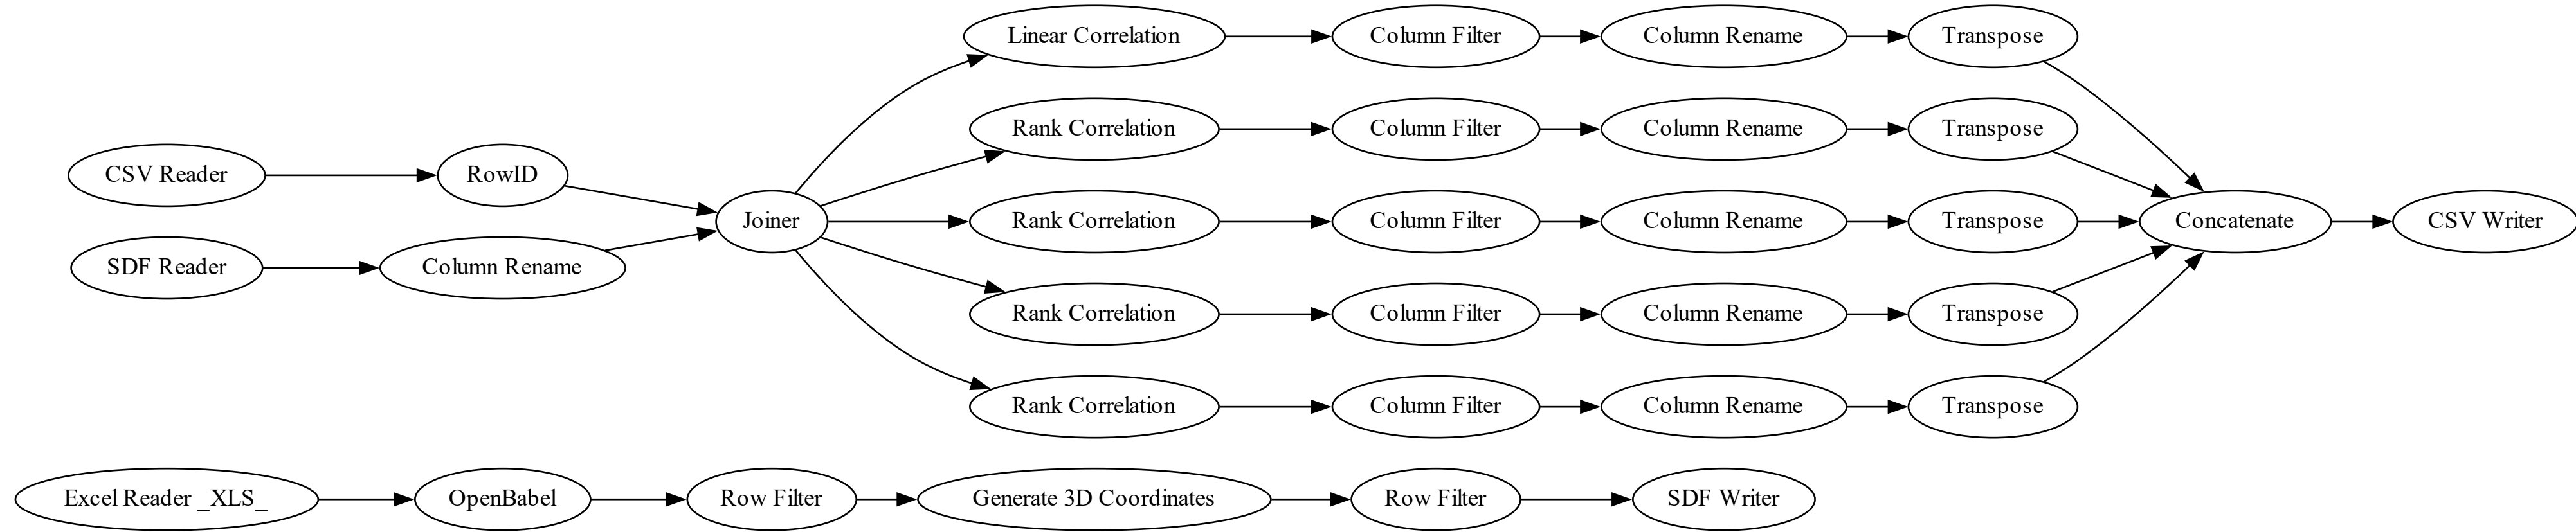 Linear Correlation
Column Filter
Column Rename
Transpose
Rank Correlation
Column Filter
Column Rename
Transpose
CSV Reader
RowID
Joiner
Rank Correlation
Column Filter
Column Rename
Transpose
Concatenate
CSV Writer
SDF Reader
Column Rename
Rank Correlation
Column Filter
Column Rename
Transpose
Rank Correlation
Column Filter
Column Rename
Transpose
Excel Reader _XLS_
OpenBabel
Row Filter
Generate 3D Coordinates
Row Filter
SDF Writer